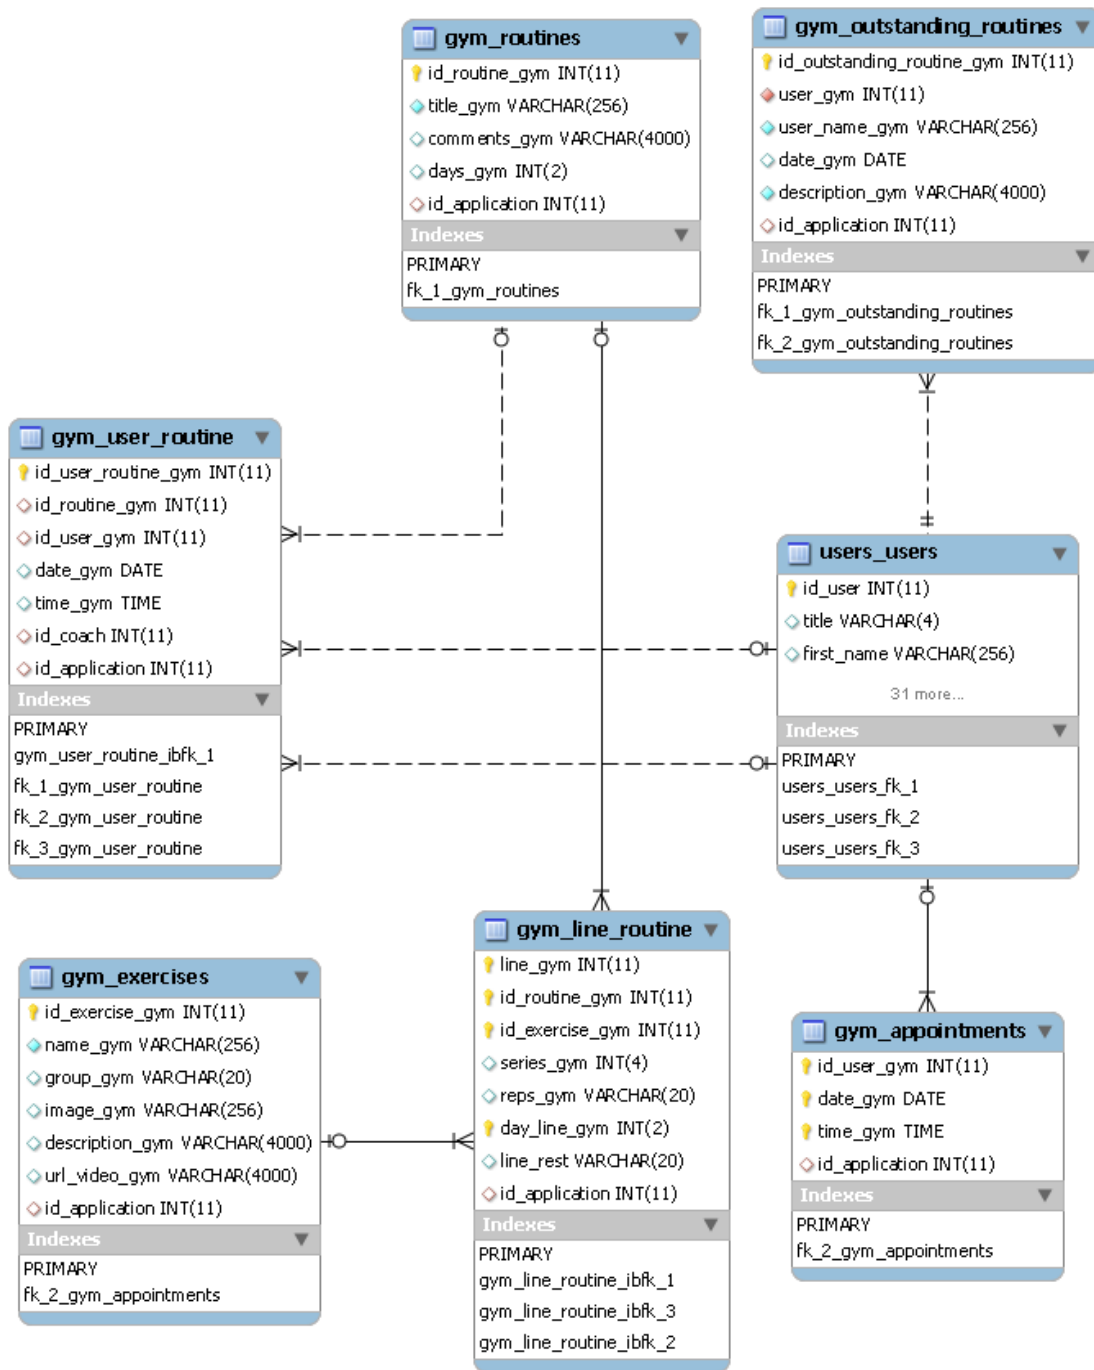 gym_routines
id_routine_gym INT(11)
title_gym VARCHAR(256)
comments_gym VARCHAR(4000)
days_gym INT(2)
id_application INT(11)
Indexes
PRIMARY
fk_1_gym_routines
gym_outstanding_routines
id_outstanding_routine_gym INT(11)
user_gym INT(11)
user_name_gym VARCHAR(256)
date_gym DATE
description_gym VARCHAR(4000)
id_application INT(11)
Indexes
PRIMARY
fk_1_gym_outstanding_routines
fk_2_gym_outstanding_routines
gym_user_routine
id_user_routine_gym INT(11)
id_routine_gym INT(11)
id_user_gym INT(11)
date_gym DATE
time_gym TIME
id_coach INT(11)
id_application INT(11)
Indexes
PRIMARY
gym_user_routine_ibfk_1
fk_1_gym_user_routine
fk_2_gym_user_routine
fk_3_gym_user_routine
users_users
id_user INT(11)
title VARCHAR(4)
first_name VARCHAR(256)
31 more...
Indexes
PRIMARY
users_users_fk_1
users_users_fk_2
users_users_fk_3
gym_exercises
id_exercise_gym INT(11)
name_gym VARCHAR(256)
group_gym VARCHAR(20)
image_gym VARCHAR(256)
description_gym VARCHAR(4000)
url_video_gym VARCHAR(4000)
id_application INT(11)
Indexes
PRIMARY
fk_2_gym_appointments
gym_line_routine
line_gym INT(11)
id_routine_gym INT(11)
id_exercise_gym INT(11)
series_gym INT(4)
reps_gym VARCHAR(20)
day_line_gym INT(2)
line_rest VARCHAR(20)
id_application INT(11)
Indexes
PRIMARY
gym_line_routine_ibfk_1
gym_line_routine_ibfk_3
gym_line_routine_ibfk_2
gym_appointments
id_user_gym INT(11)
date_gym DATE
time_gym TIME
id_application INT(11)
Indexes
PRIMARY
fk_2_gym_appointments